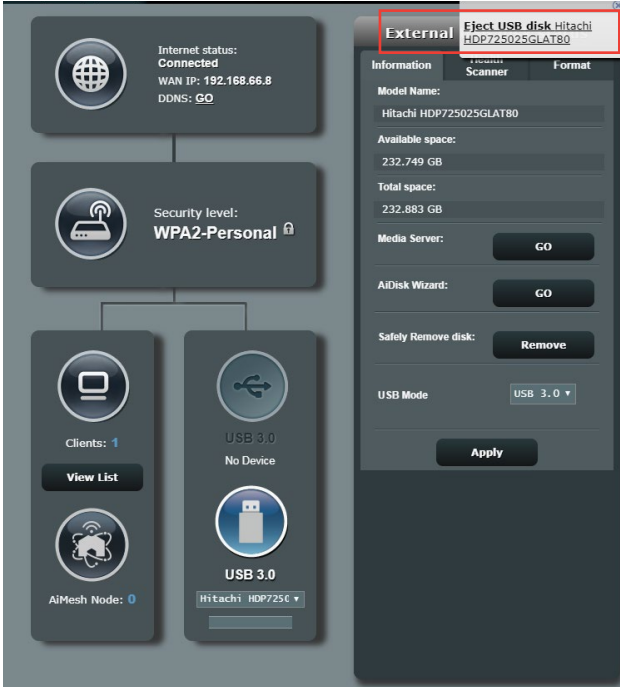 Internet status:
Connected
WAN IP: 192.168.66.8
DDNS: GO
Security level:
WPA2-Personal
Clients: 1
View List
AiMesh Node: 0
USB 3.0
No Device
USB 3.0
Hitachi HDP725C
External
Eject USB disk Hitachi
HDP725025GLAT80
Information
Health
Scanner
Format
Model Name:
Hitachi HDP725025GLAT80
Available space:
232.749 GB
Total space:
232.883 GB
Media Server:
GO
AiDisk Wizard:
GO
Safely Remove disk:
Remove
USB Mode
USB 3.0
Apply